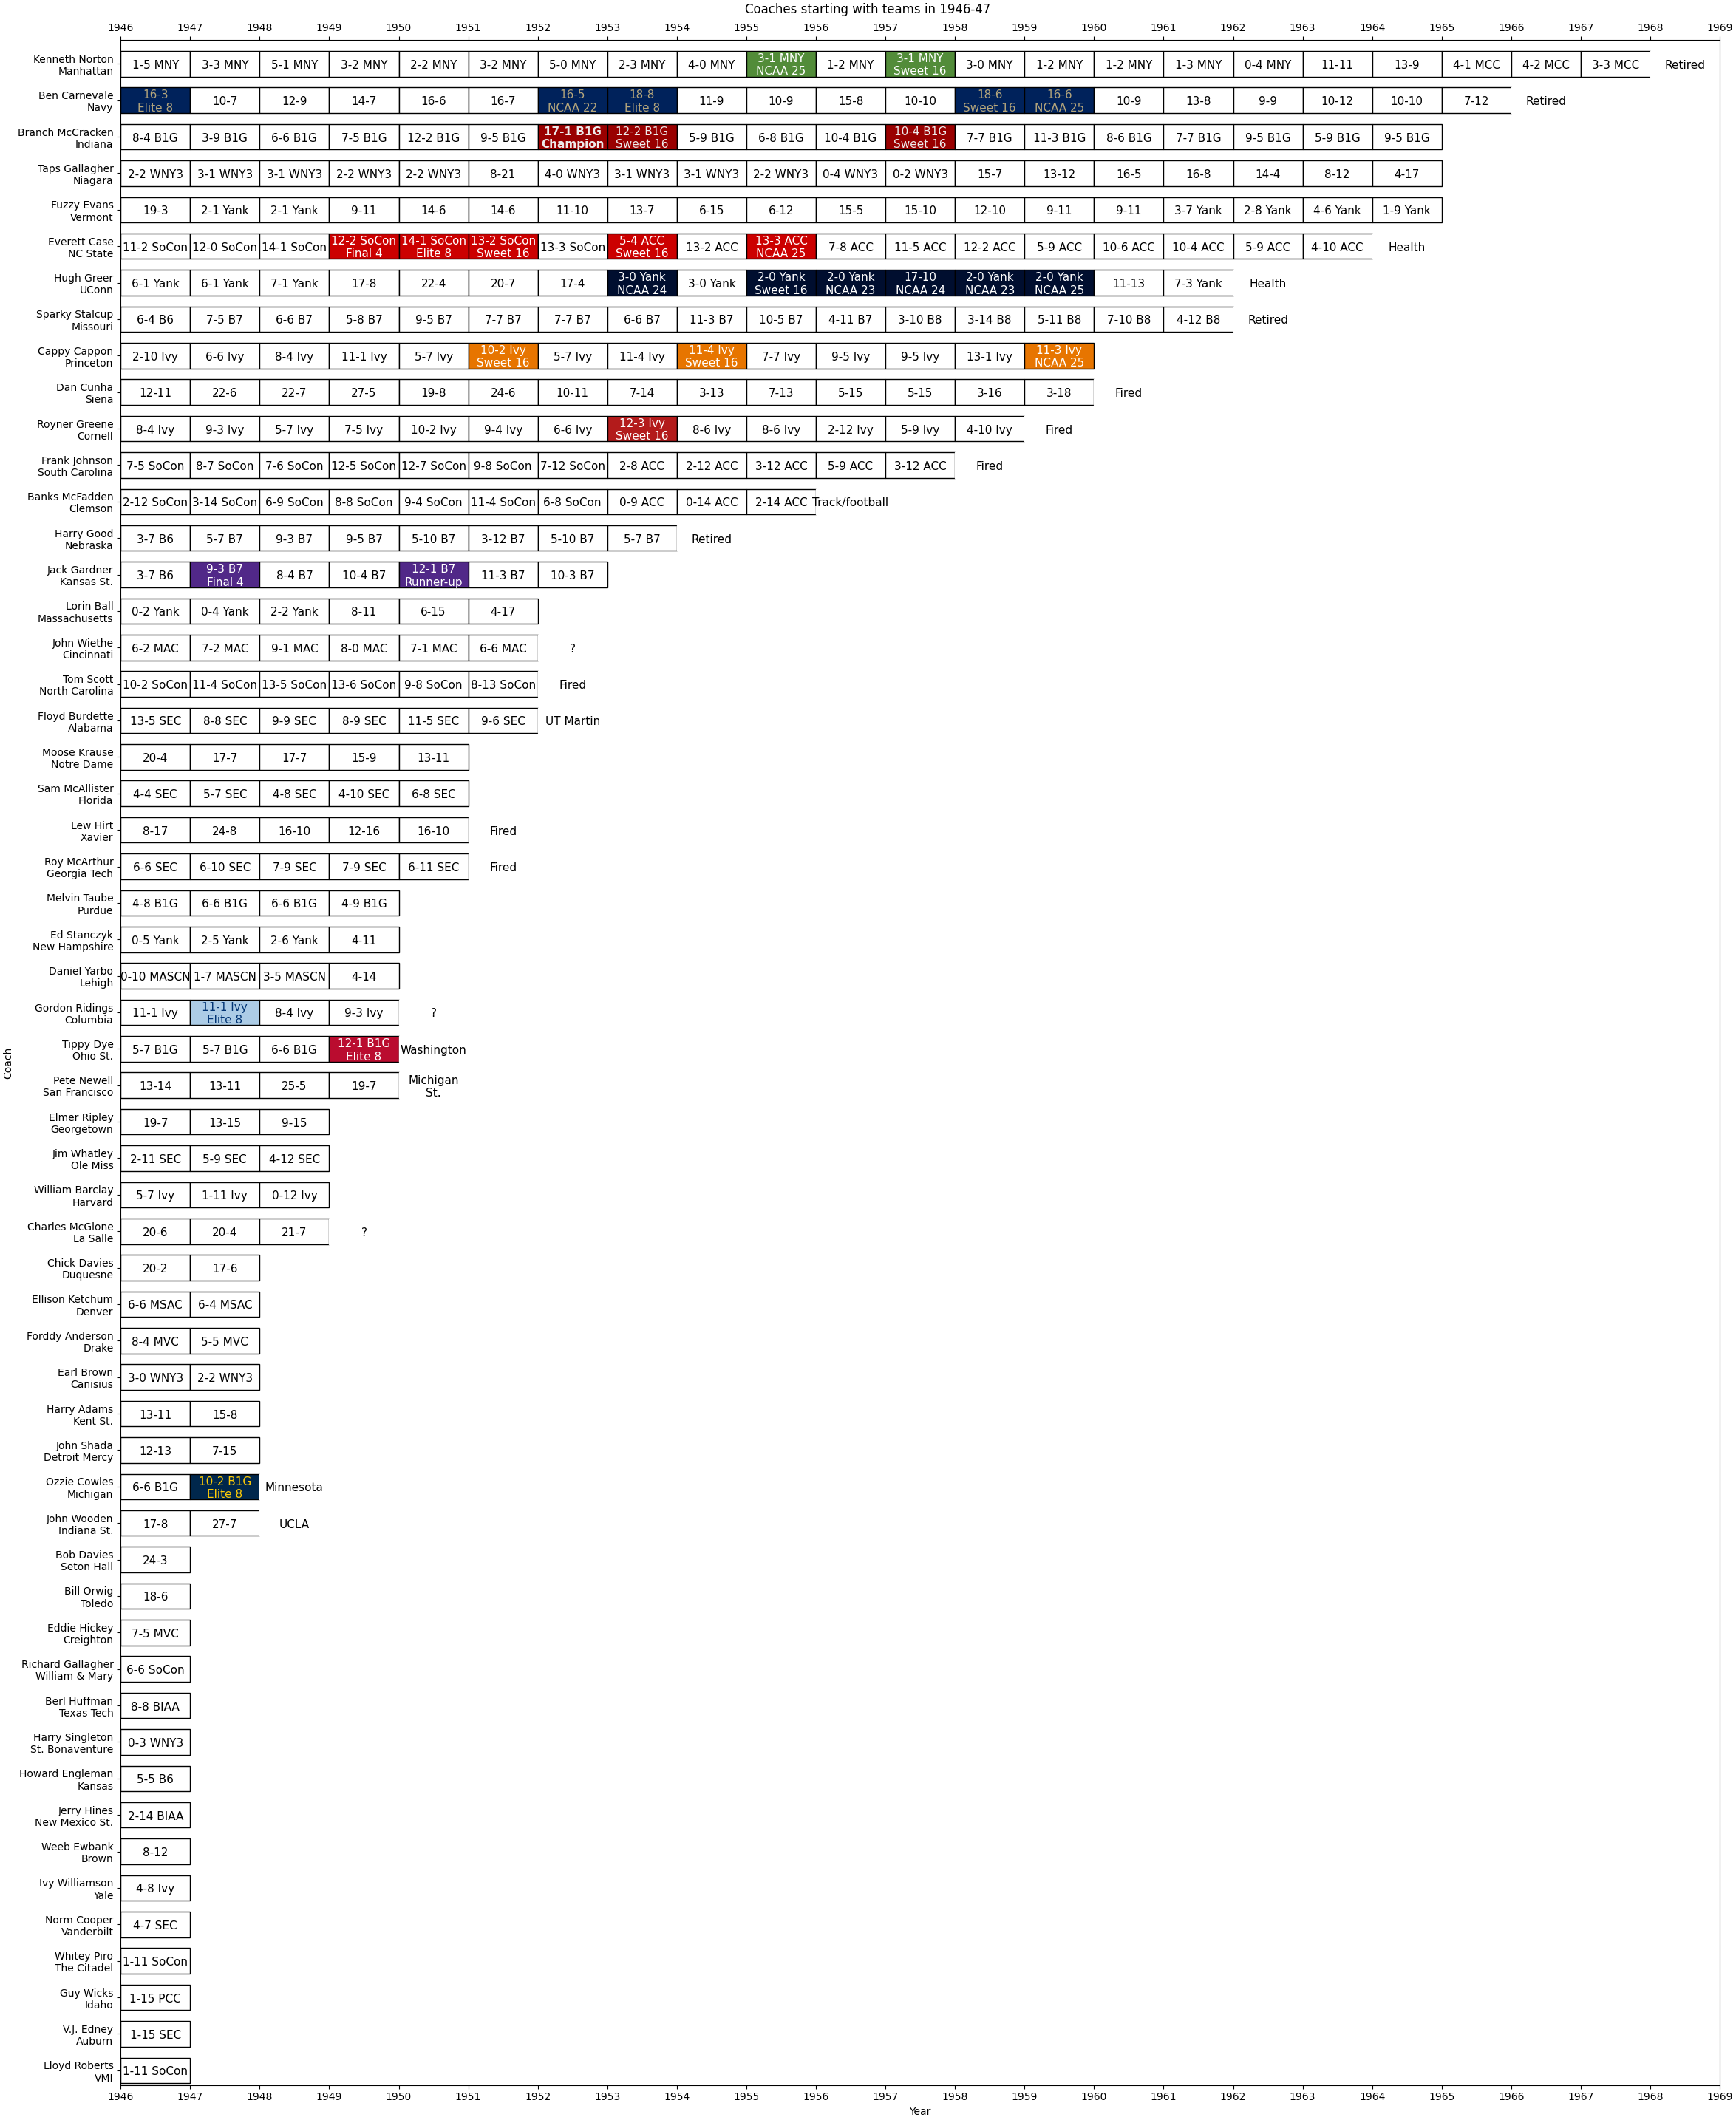 Coaches starting with teams in 1946-47
1946 1947 1948 1949 1950 1951 1952 1953 1954 1955 1956 1957 1958 1959 1960 1961 1962 1963 1964 1965 1966 1967 1968 1969
Kenneth Norton
Manhattan
1-5 MNY 3-3 MNY 5-1 MNY 3-2 MNY 2-2 MNY 3-2 MNY 5-0 MNY 2-3 MNY 4-0 MNY 3-1 MNY NCAA 25 1-2 MNY 3-1 MNY Sweet 16 3-0 MNY 1-2 MNY 1-2 MNY 1-3 MNY 0-4 MNY 11-11 13-9 4-1 MCC 4-2 MCC 3-3 MCC Retired
Ben Carnevale
Navy
16-3 Elite 8 10-7 12-9 14-7 16-6 16-7 16-5 NCAA 22 18-8 Elite 8 11-9 10-9 15-8 10-10 18-6 Sweet 16 16-6 NCAA 25 10-9 13-8 9-9 10-12 10-10 7-12 Retired
Branch McCracken
Indiana
8-4 B1G 3-9 B1G 6-6 B1G 7-5 B1G 12-2 B1G 9-5 B1G 17-1 B1G Champion 12-2 B1G Sweet 16 5-9 B1G 6-8 B1G 10-4 B1G 10-4 B1G Sweet 16 7-7 B1G 11-3 B1G 8-6 B1G 7-7 B1G 9-5 B1G 5-9 B1G 9-5 B1G
Taps Gallagher
Niagara
2-2 WNY3 3-1 WNY3 3-1 WNY3 2-2 WNY3 2-2 WNY3 8-21 4-0 WNY3 3-1 WNY3 3-1 WNY3 2-2 WNY3 0-4 WNY3 0-2 WNY3 15-7 13-12 16-5 16-8 14-4 8-12 4-17
Fuzzy Evans
Vermont
19-3 2-1 Yank 2-1 Yank 9-11 14-6 14-6 11-10 13-7 6-15 6-12 15-5 15-10 12-10 9-11 9-11 3-7 Yank 2-8 Yank 4-6 Yank 1-9 Yank
Everett Case
NC State
11-2 SoCon 12-0 SoCon 14-1 SoCon 12-2 SoCon Final 4 14-1 SoCon Elite 8 13-2 SoCon Sweet 16 13-3 SoCon 5-4 ACC Sweet 16 13-2 ACC 13-3 ACC NCAA 25 7-8 ACC 11-5 ACC 12-2 ACC 5-9 ACC 10-6 ACC 10-4 ACC 5-9 ACC 4-10 ACC Health
Hugh Greer
UConn
6-1 Yank 6-1 Yank 7-1 Yank 17-8 22-4 20-7 17-4 3-0 Yank NCAA 24 3-0 Yank 2-0 Yank Sweet 16 2-0 Yank NCAA 23 17-10 NCAA 24 2-0 Yank NCAA 23 2-0 Yank NCAA 25 11-13 7-3 Yank Health
Sparky Stalcup
Missouri
6-4 B6 7-5 B7 6-6 B7 5-8 B7 9-5 B7 7-7 B7 7-7 B7 6-6 B7 11-3 B7 10-5 B7 4-11 B7 3-10 B8 3-14 B8 5-11 B8 7-10 B8 4-12 B8 Retired
Cappy Cappon
Princeton
2-10 Ivy 6-6 Ivy 8-4 Ivy 11-1 Ivy 5-7 Ivy 10-2 Ivy Sweet 16 5-7 Ivy 11-4 Ivy 11-4 Ivy Sweet 16 7-7 Ivy 9-5 Ivy 9-5 Ivy 13-1 Ivy 11-3 Ivy NCAA 25
Dan Cunha
Siena
12-11 22-6 22-7 27-5 19-8 24-6 10-11 7-14 3-13 7-13 5-15 5-15 3-16 3-18 Fired
Royner Greene
Cornell
8-4 Ivy 9-3 Ivy 5-7 Ivy 7-5 Ivy 10-2 Ivy 9-4 Ivy 6-6 Ivy 12-3 Ivy Sweet 16 8-6 Ivy 8-6 Ivy 2-12 Ivy 5-9 Ivy 4-10 Ivy Fired
Frank Johnson
South Carolina
7-5 SoCon 8-7 SoCon 7-6 SoCon 12-5 SoCon 12-7 SoCon 9-8 SoCon 7-12 SoCon 2-8 ACC 2-12 ACC 3-12 ACC 5-9 ACC 3-12 ACC Fired
Banks McFadden
Clemson
2-12 SoCon 3-14 SoCon 6-9 SoCon 8-8 SoCon 9-4 SoCon 11-4 SoCon 6-8 SoCon 0-9 ACC 0-14 ACC 2-14 ACC Track/football
Harry Good
Nebraska
3-7 B6 5-7 B7 9-3 B7 9-5 B7 5-10 B7 3-12 B7 5-10 B7 5-7 B7 Retired
Jack Gardner
Kansas St.
3-7 B6 9-3 B7 Final 4 8-4 B7 10-4 B7 12-1 B7 Runner-up 11-3 B7 10-3 B7
Lorin Ball
Massachusetts
0-2 Yank 0-4 Yank 2-2 Yank 8-11 6-15 4-17
John Wiethe
Cincinnati
6-2 MAC 7-2 MAC 9-1 MAC 8-0 MAC 7-1 MAC 6-6 MAC ?
Tom Scott
North Carolina
10-2 SoCon 11-4 SoCon 13-5 SoCon 13-6 SoCon 9-8 SoCon 8-13 SoCon Fired
Floyd Burdette
Alabama
13-5 SEC 8-8 SEC 9-9 SEC 8-9 SEC 11-5 SEC 9-6 SEC UT Martin
Moose Krause
Notre Dame
20-4 17-7 17-7 15-9 13-11
Sam McAllister
Florida
4-4 SEC 5-7 SEC 4-8 SEC 4-10 SEC 6-8 SEC
Lew Hirt
Xavier
8-17 24-8 16-10 12-16 16-10 Fired
Roy McArthur
Georgia Tech
6-6 SEC 6-10 SEC 7-9 SEC 7-9 SEC 6-11 SEC Fired
Melvin Taube
Purdue
4-8 B1G 6-6 B1G 6-6 B1G 4-9 B1G
Ed Stanczyk
New Hampshire
0-5 Yank 2-5 Yank 2-6 Yank 4-11
Daniel Yarbo
Lehigh
0-10 MASCN 1-7 MASCN 3-5 MASCN 4-14
Gordon Ridings
Columbia
11-1 Ivy 11-1 Ivy Elite 8 8-4 Ivy 9-3 Ivy ?
Tippy Dye
Ohio St.
5-7 B1G 5-7 B1G 6-6 B1G 12-1 B1G Elite 8 Washington
Pete Newell
San Francisco
13-14 13-11 25-5 19-7 Michigan St.
Elmer Ripley
Georgetown
19-7 13-15 9-15
Jim Whatley
Ole Miss
2-11 SEC 5-9 SEC 4-12 SEC
William Barclay
Harvard
5-7 Ivy 1-11 Ivy 0-12 Ivy
Charles McGlone
La Salle
20-6 20-4 21-7 ?
Chick Davies
Duquesne
20-2 17-6
Ellison Ketchum
Denver
6-6 MSAC 6-4 MSAC
Forddy Anderson
Drake
8-4 MVC 5-5 MVC
Earl Brown
Canisius
3-0 WNY3 2-2 WNY3
Harry Adams
Kent St.
13-11 15-8
John Shada
Detroit Mercy
12-13 7-15
Ozzie Cowles
Michigan
6-6 B1G 10-2 B1G Elite 8 Minnesota
John Wooden
Indiana St.
17-8 27-7 UCLA
Bob Davies
Seton Hall
24-3
Bill Orwig
Toledo
18-6
Eddie Hickey
Creighton
7-5 MVC
Richard Gallagher
William & Mary
6-6 SoCon
Berl Huffman
Texas Tech
8-8 BIAA
Harry Singleton
St. Bonaventure
0-3 WNY3
Howard Engleman
Kansas
5-5 B6
Jerry Hines
New Mexico St.
2-14 BIAA
Weeb Ewbank
Brown
8-12
Ivy Williamson
Yale
4-8 Ivy
Norm Cooper
Vanderbilt
4-7 SEC
Whitey Piro
The Citadel
1-11 SoCon
Guy Wicks
Idaho
1-15 PCC
V.J. Edney
Auburn
1-15 SEC
Lloyd Roberts
VMI
1-11 SoCon
Coach
1946 1947 1948 1949 1950 1951 1952 1953 1954 1955 1956 1957 1958 1959 1960 1961 1962 1963 1964 1965 1966 1967 1968 1969
Year